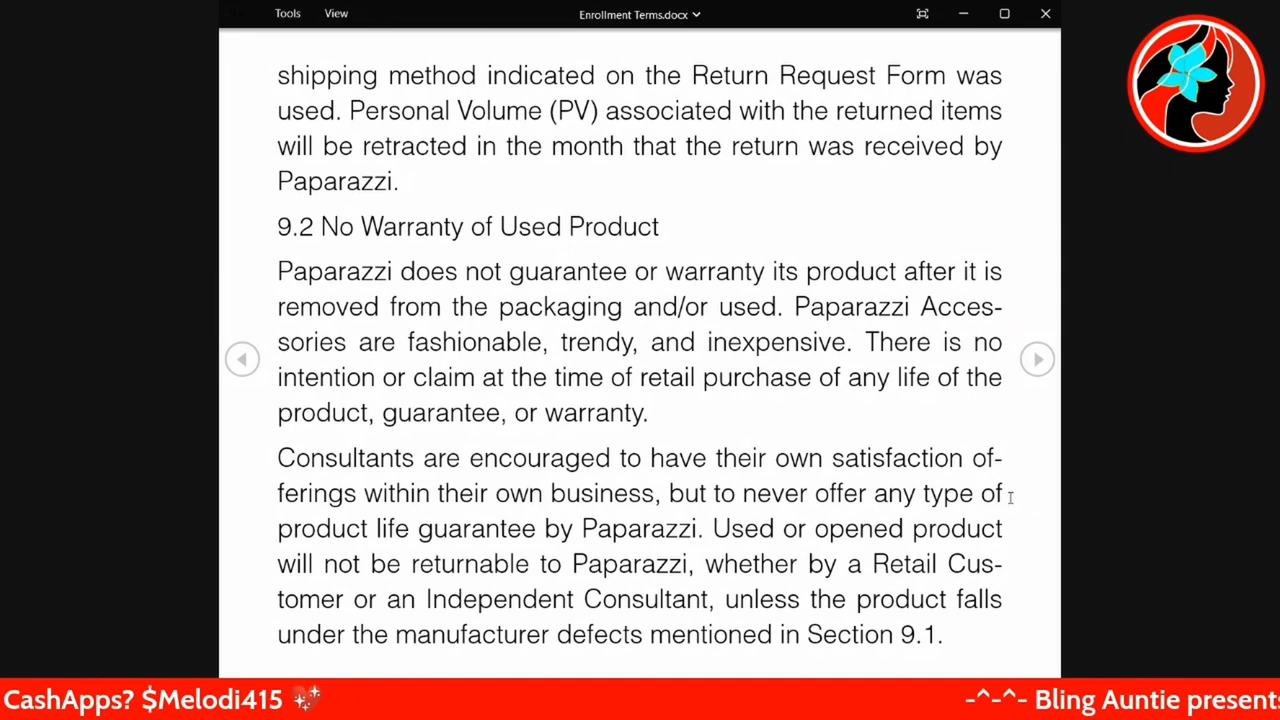 Tools View Enrollment Terms.docx
shipping method indicated on the Return Request Form was
used. Personal Volume (PV) associated with the returned items
will be retracted in the month that the return was received by
Paparazzi.
9.2 No Warranty of Used Product
Paparazzi does not guarantee or warranty its product after it is
removed from the packaging and/or used. Paparazzi Acces-
sories are fashionable, trendy, and inexpensive. There is no
intention or claim at the time of retail purchase of any life of the
product, guarantee, or warranty.
Consultants are encouraged to have their own satisfaction of-
ferings within their own business, but to never offer any type of
product life guarantee by Paparazzi. Used or opened product
will not be returnable to Paparazzi, whether by a Retail Cus-
tomer or an Independent Consultant, unless the product falls
under the manufacturer defects mentioned in Section 9.1.
CashApps? $Melodi415 💖 -^-^- Bling Auntie presents